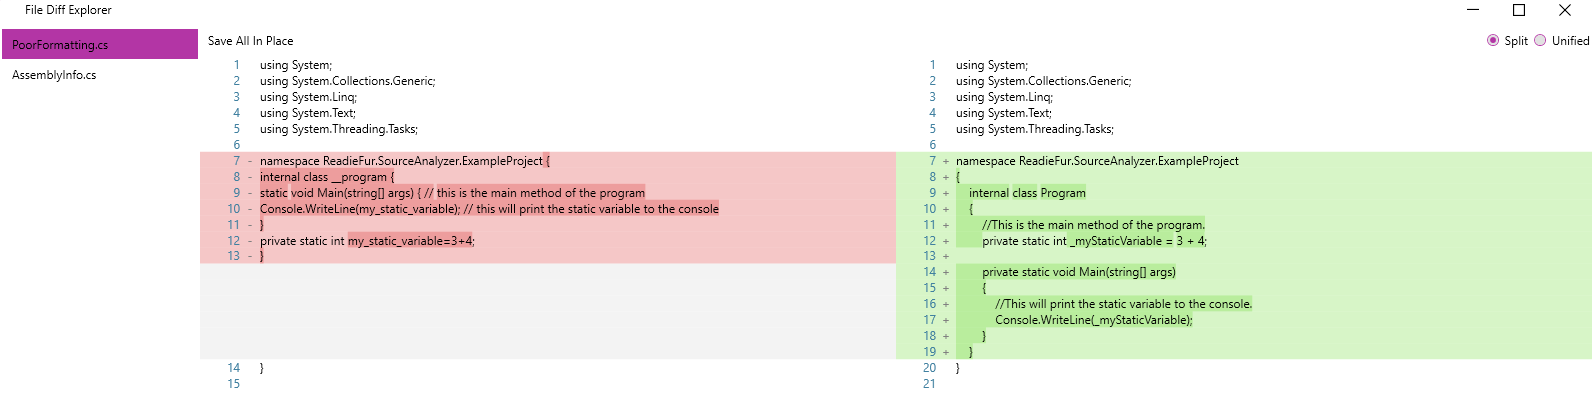 File Diff Explorer
PoorFormatting.cs
AssemblyInfo.cs
Save All In Place
Split Unified
1 using System;
2 using System.Collections.Generic;
3 using System.Linq;
4 using System.Text;
5 using System.Threading.Tasks;
6
7 - namespace ReadieFur.SourceAnalyzer.ExampleProject {
8 - internal class __program {
9 - static void Main(string[] args) { // this is the main method of the program
10 - Console.WriteLine(my_static_variable); // this will print the static variable to the console
11 - }
12 - private static int my_static_variable=3+4;
13 - }
14 }
15
1 using System;
2 using System.Collections.Generic;
3 using System.Linq;
4 using System.Text;
5 using System.Threading.Tasks;
6
7 + namespace ReadieFur.SourceAnalyzer.ExampleProject
8 + {
9 + internal class Program
10 + {
11 + //This is the main method of the program.
12 + private static int _myStaticVariable = 3 + 4;
13 +
14 + private static void Main(string[] args)
15 + {
16 + //This will print the static variable to the console.
17 + Console.WriteLine(_myStaticVariable);
18 + }
19 + }
20 }
21